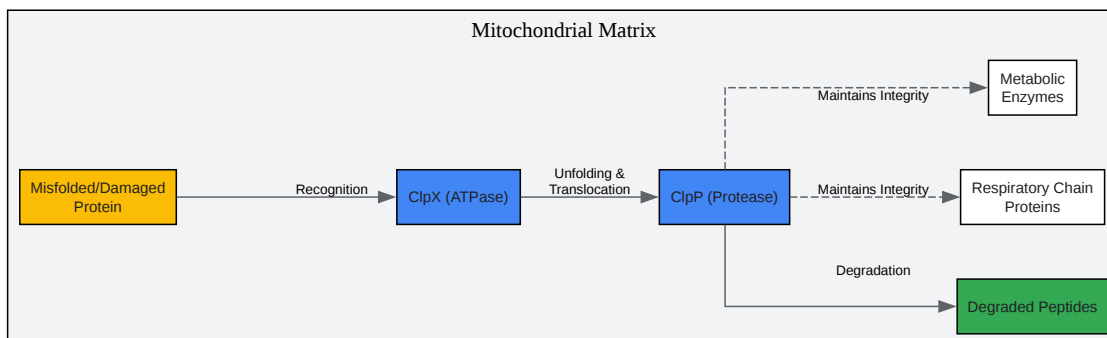 Mitochondrial Matrix
Metabolic
Enzymes
Maintains Integrity
Misfolded/Damaged
Protein
Recognition
ClpX (ATPase)
Unfolding &
Translocation
ClpP (Protease)
Maintains Integrity
Respiratory Chain
Proteins
Degradation
Degraded Peptides